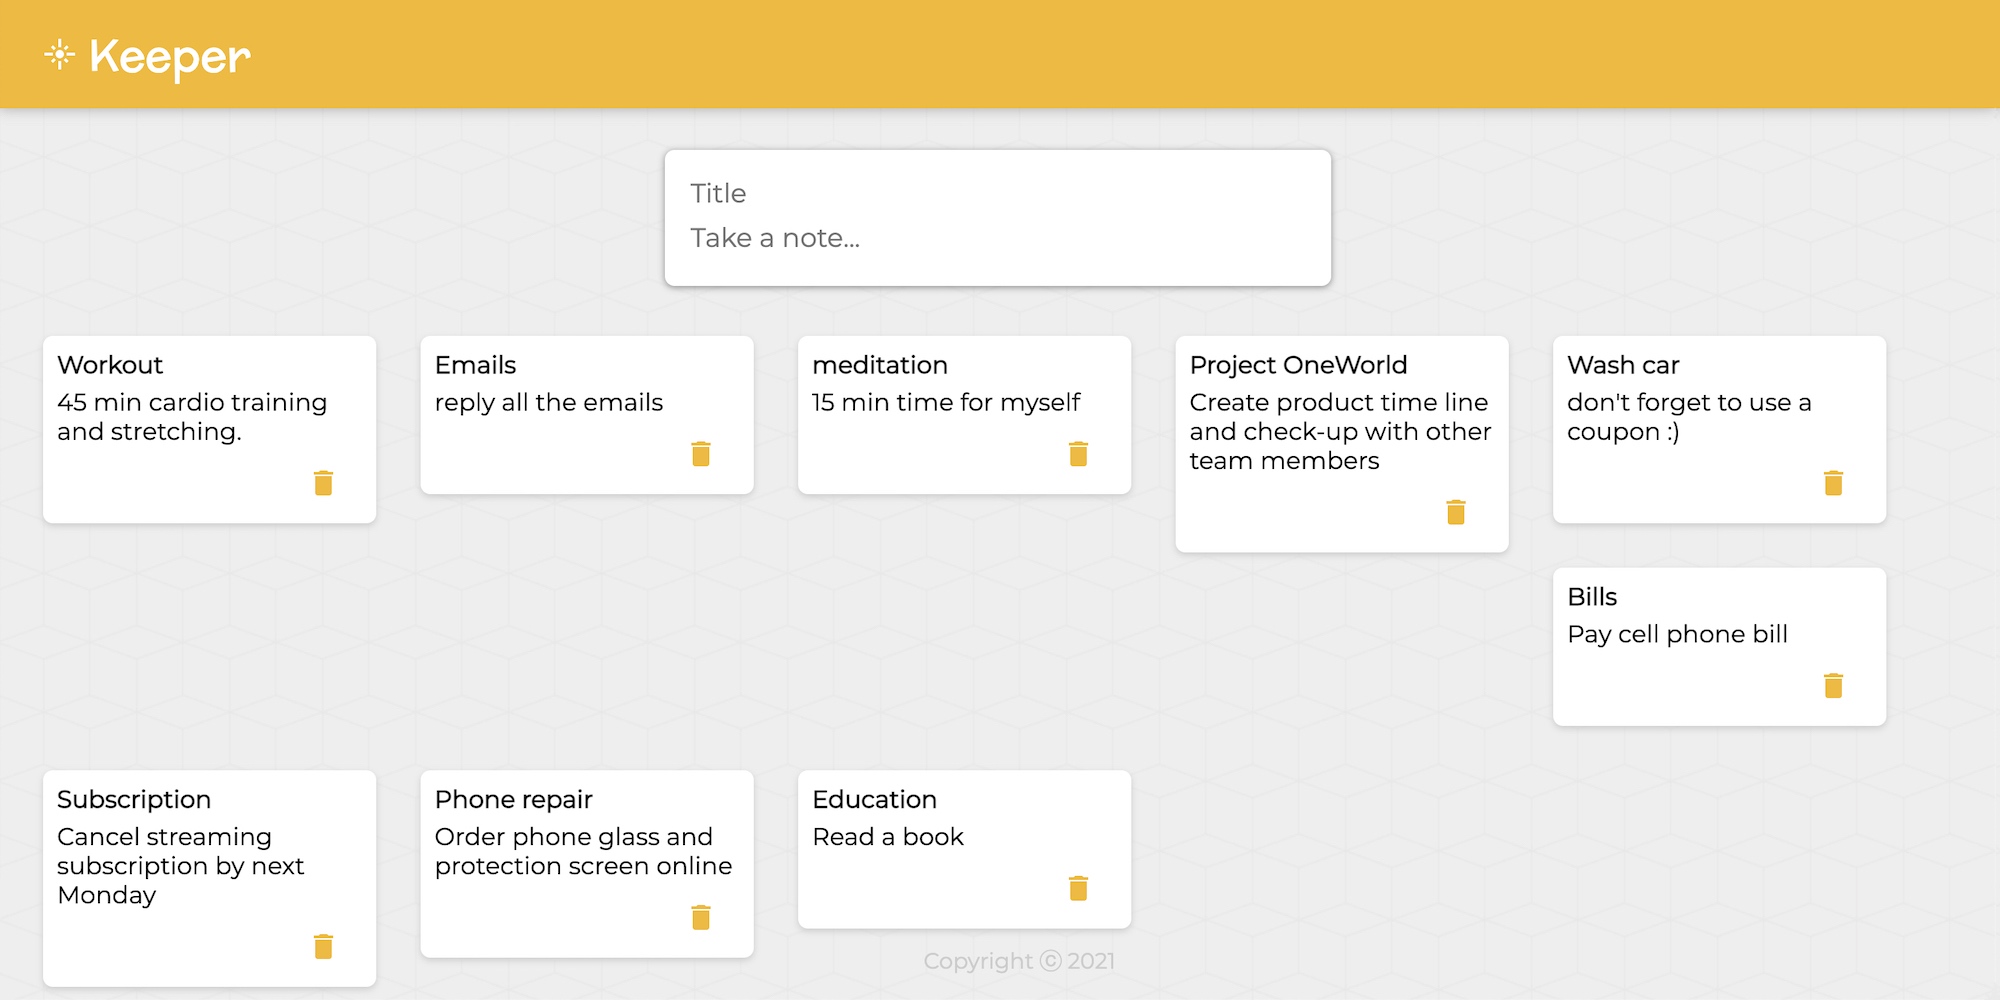 Keeper
Title
Take a note...
Workout
45 min cardio training
and stretching.
Emails
reply all the emails
meditation
15 min time for myself
Project OneWorld
Create product time line
and check-up with other
team members
Wash car
don't forget to use a
coupon :)
Bills
Pay cell phone bill
Subscription
Cancel streaming
subscription by next
Monday
Phone repair
Order phone glass and
protection screen online
Education
Read a book
Copyright ⓒ 2021